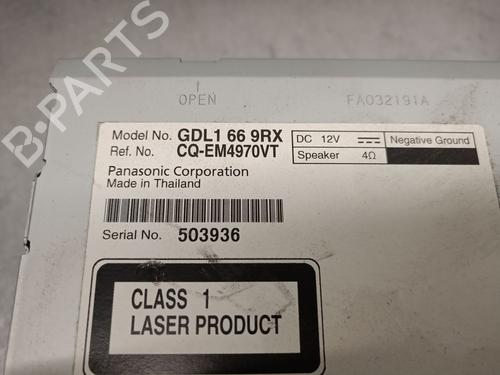 B-PARTS
OPEN
FA032191A
Model No. GDL1 66 9RX
Ref. No. CQ-EM4970VT
DC 12V Negative Ground
Speaker 4Ω
Panasonic Corporation
Made in Thailand
Serial No. 503936
CLASS 1
LASER PRODUCT